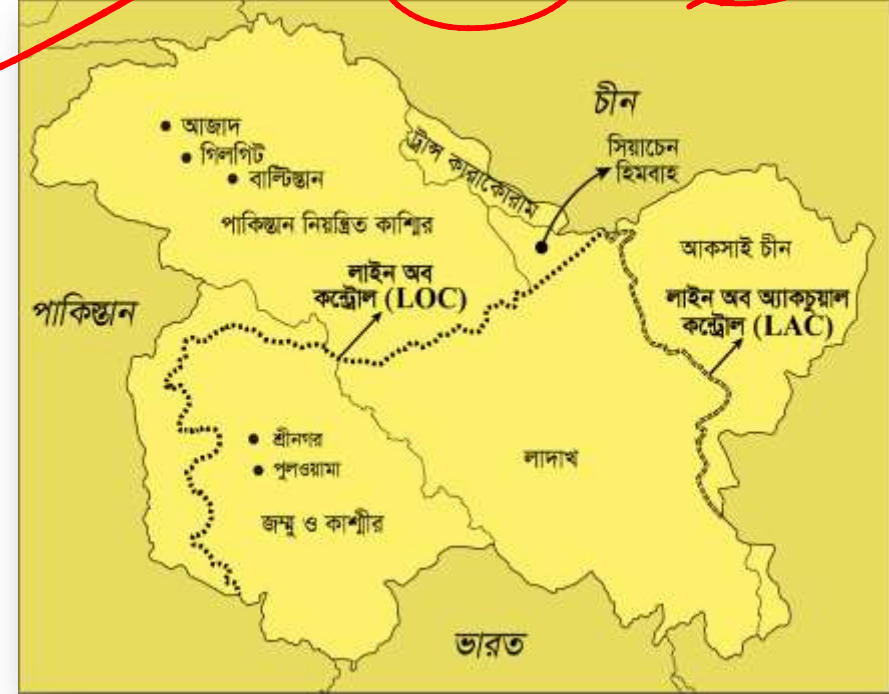 চীন
সিয়াচেন
হিমবাহ
আজাদ
গিলগিট
বাল্টিস্তান
ট্রান্স কারাকোরাম
পাকিস্তান নিয়ন্ত্রিত কাশ্মির
আকসাই চীন
লাইন অব
কন্ট্রোল (LOC)
লাইন অব অ্যাকচুয়াল
কন্ট্রোল (LAC)
পাকিস্তান
শ্রীনগর
পুলওয়ামা
লাদাখ
জম্মু ও কাশ্মীর
ভারত